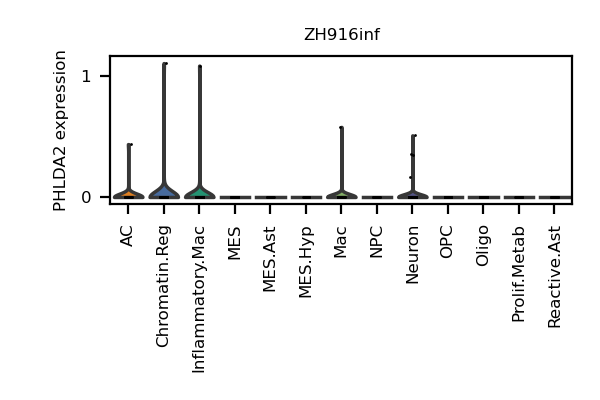 ZH916inf
PHLDA2 expression
1
0
AC
Chromatin.Reg
Inflammatory.Mac
MES
MES.Ast
MES.Hyp
Mac
NPC
Neuron
OPC
Oligo
Prolif.Metab
Reactive.Ast